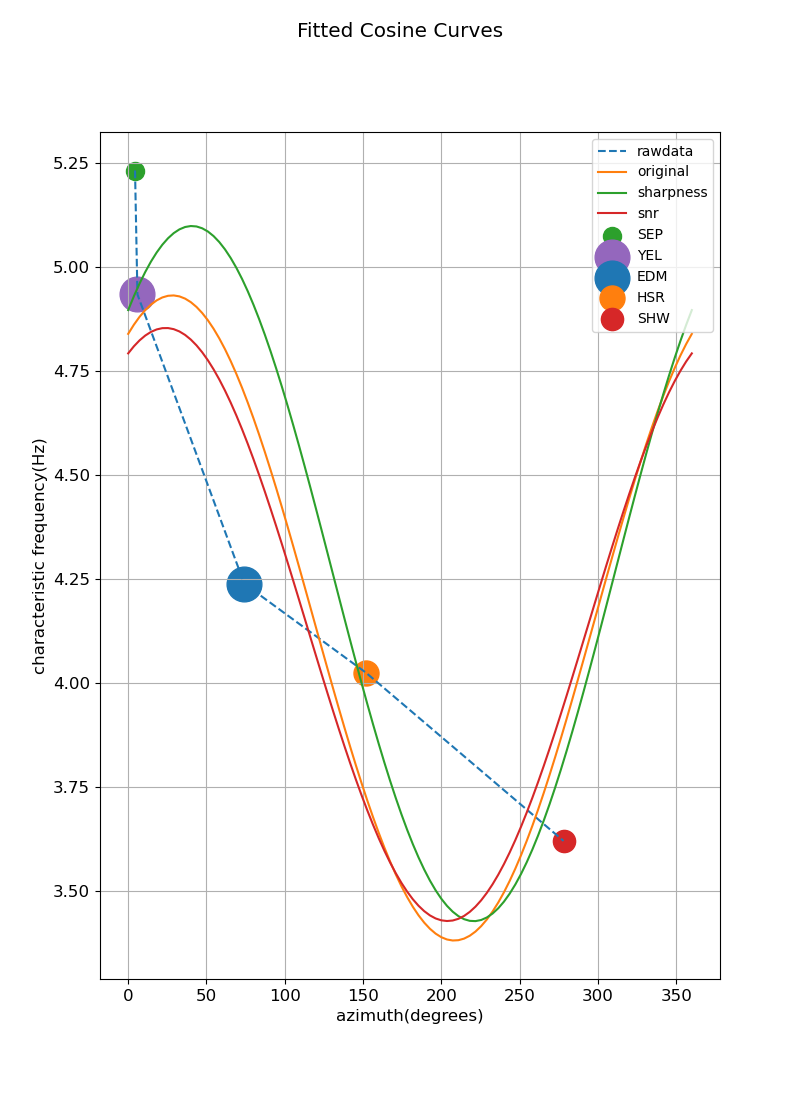 Fitted Cosine Curves
rawdata
original
sharpness
snr
SEP
YEL
EDM
HSR
SHW
characteristic frequency(Hz)
5.25
5.00
4.75
4.50
4.25
4.00
3.75
3.50
0 50 100 150 200 250 300 350
azimuth(degrees)